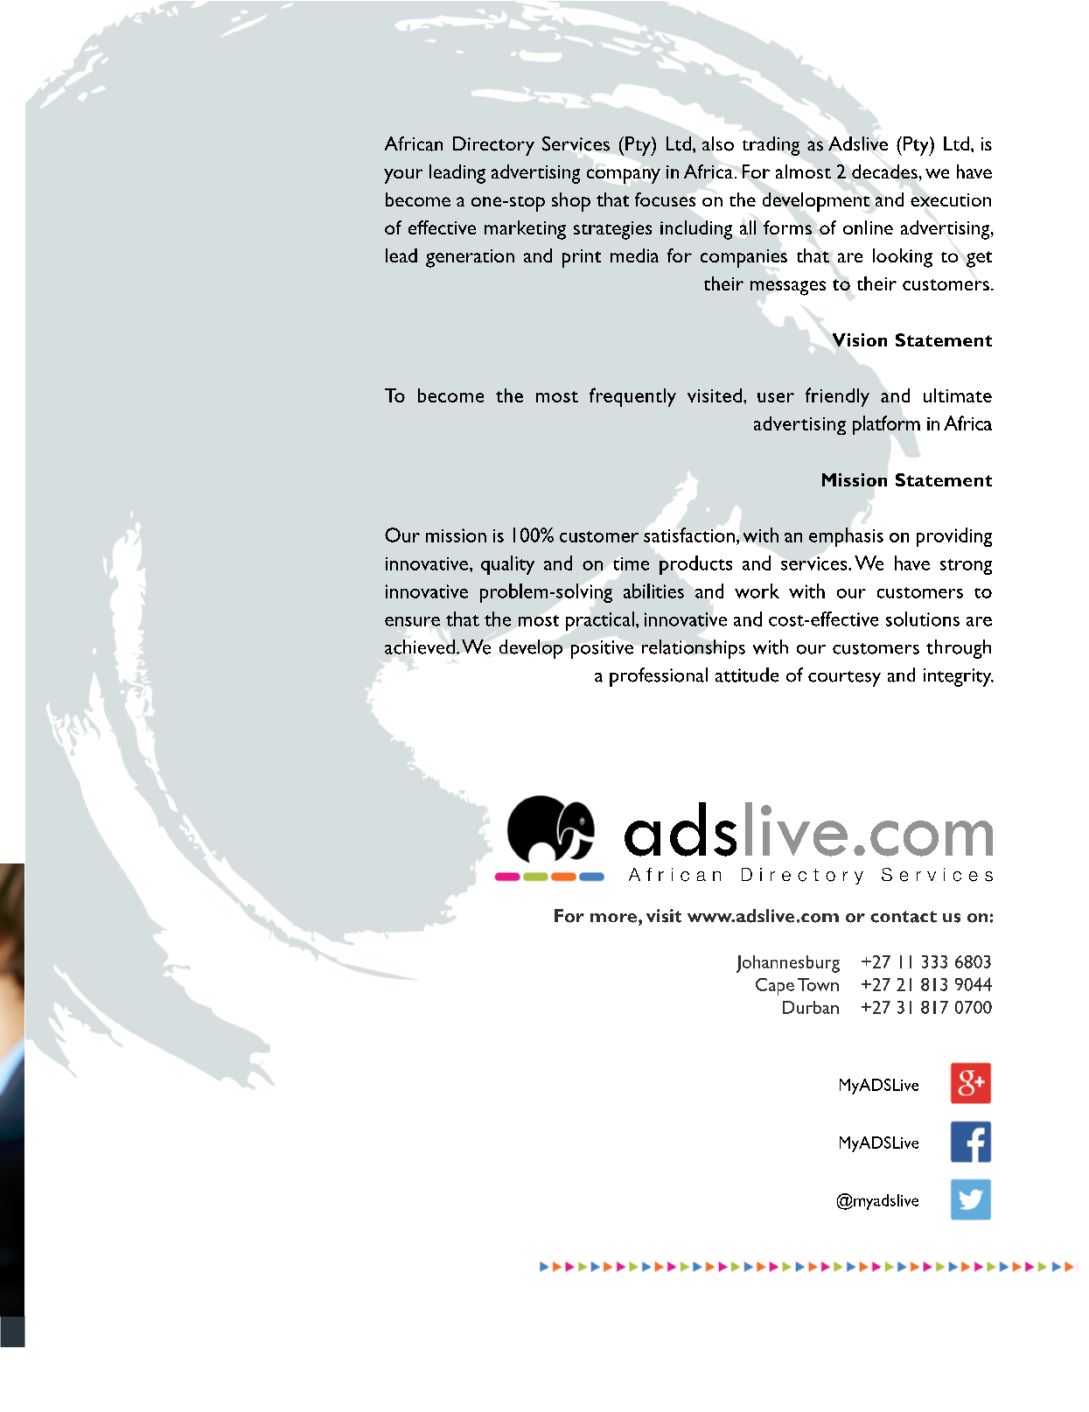 African Directory Services (Pty) Ltd, also trading as Adslive (Pty) Ltd, is
your leading advertising company in Africa. For almost 2 decades, we have
become a one-stop shop that focuses on the development and execution
of effective marketing strategies including all forms of online advertising,
lead generation and print media for companies that are looking to get
their messages to their customers.
Vision Statement
To become the most frequently visited, user friendly and ultimate
advertising platform in Africa
Mission Statement
Our mission is 100% customer satisfaction, with an emphasis on providing
innovative, quality and on time products and services. We have strong
innovative problem-solving abilities and work with our customers to
ensure that the most practical, innovative and cost-effective solutions are
achieved. We develop positive relationships with our customers through
a professional attitude of courtesy and integrity.
adslive.com
African Directory Services
For more, visit www.adslive.com or contact us on:
Johannesburg +27 11 333 6803
Cape Town +27 21 813 9044
Durban +27 31 817 0700
MyADSLive g+
MyADSLive f
@myadslive